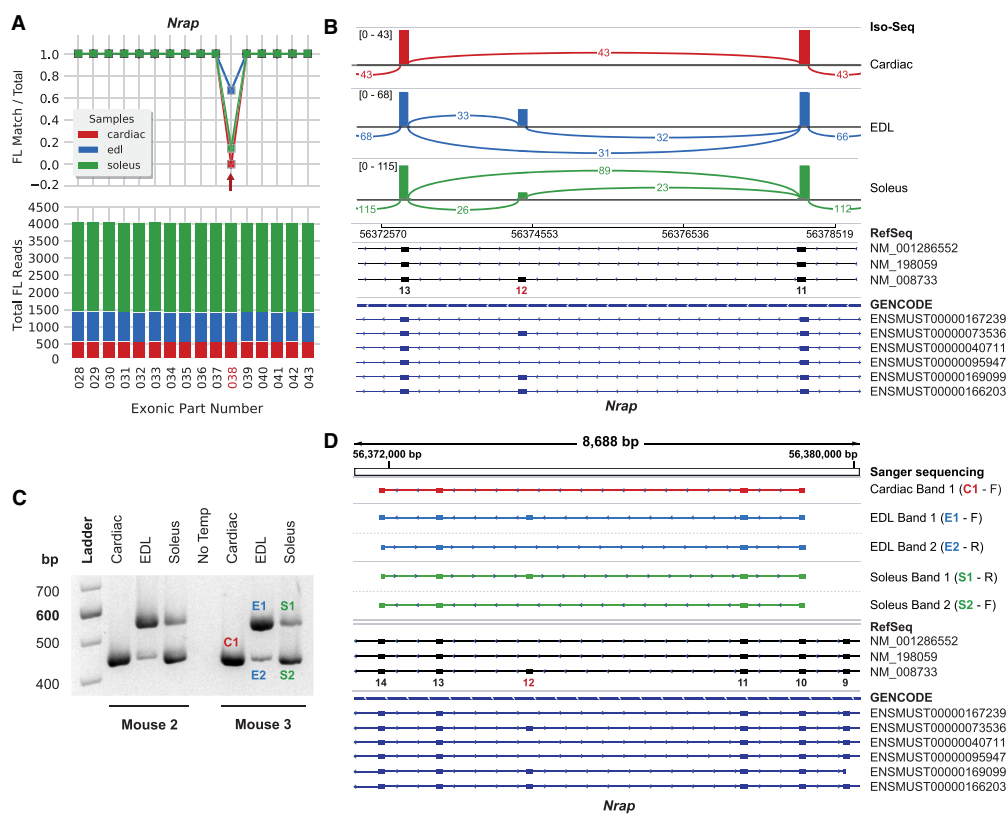 A
Nrap
FL Match / Total
1.0
0.8
0.6
0.4
0.2
0.0
−0.2
Samples
cardiac
edl
soleus
Total FL Reads
4500
4000
3500
3000
2500
2000
1500
1000
500
0
028 029 030 031 032 033 034 035 036 037 038 039 040 041 042 043
Exonic Part Number
B
Iso-Seq
[0 - 43]
43 43 43
Cardiac
[0 - 68]
68 33 32 31 66
EDL
[0 - 115]
115 89 23 26 112
Soleus
56372570 56374553 56376536 56378519
RefSeq
NM_001286552
NM_198059
NM_008733
13 12 11
GENCODE
ENSMUST00000167239
ENSMUST00000073536
ENSMUST00000040711
ENSMUST00000095947
ENSMUST00000169099
ENSMUST00000166203
Nrap
C
bp
Ladder Cardiac EDL Soleus No Temp Cardiac EDL Soleus
700
600
500
400
C1 E1 S1
E2 S2
Mouse 2 Mouse 3
D
8,688 bp
56,372,000 bp 56,380,000 bp
Sanger sequencing
Cardiac Band 1 (C1 - F)
EDL Band 1 (E1 - F)
EDL Band 2 (E2 - R)
Soleus Band 1 (S1 - R)
Soleus Band 2 (S2 - F)
RefSeq
NM_001286552
NM_198059
NM_008733
14 13 12 11 10 9
GENCODE
ENSMUST00000167239
ENSMUST00000073536
ENSMUST00000040711
ENSMUST00000095947
ENSMUST00000169099
ENSMUST00000166203
Nrap